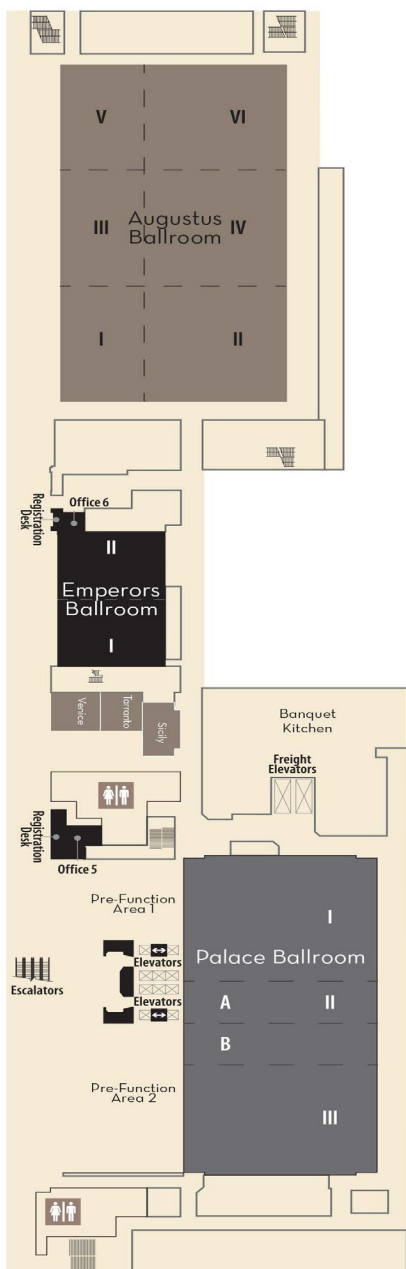 V
VI
III
Augustus
Ballroom
IV
I
II
Registration
Desk
Office 6
II
Emperors
Ballroom
I
Venice
Tarranto
Sicily
Banquet
Kitchen
Freight
Elevators
Registration
Desk
Office 5
Pre-Function
Area 1
I
Palace Ballroom
Elevators
Escalators
Elevators
A
II
B
Pre-Function
Area 2
III